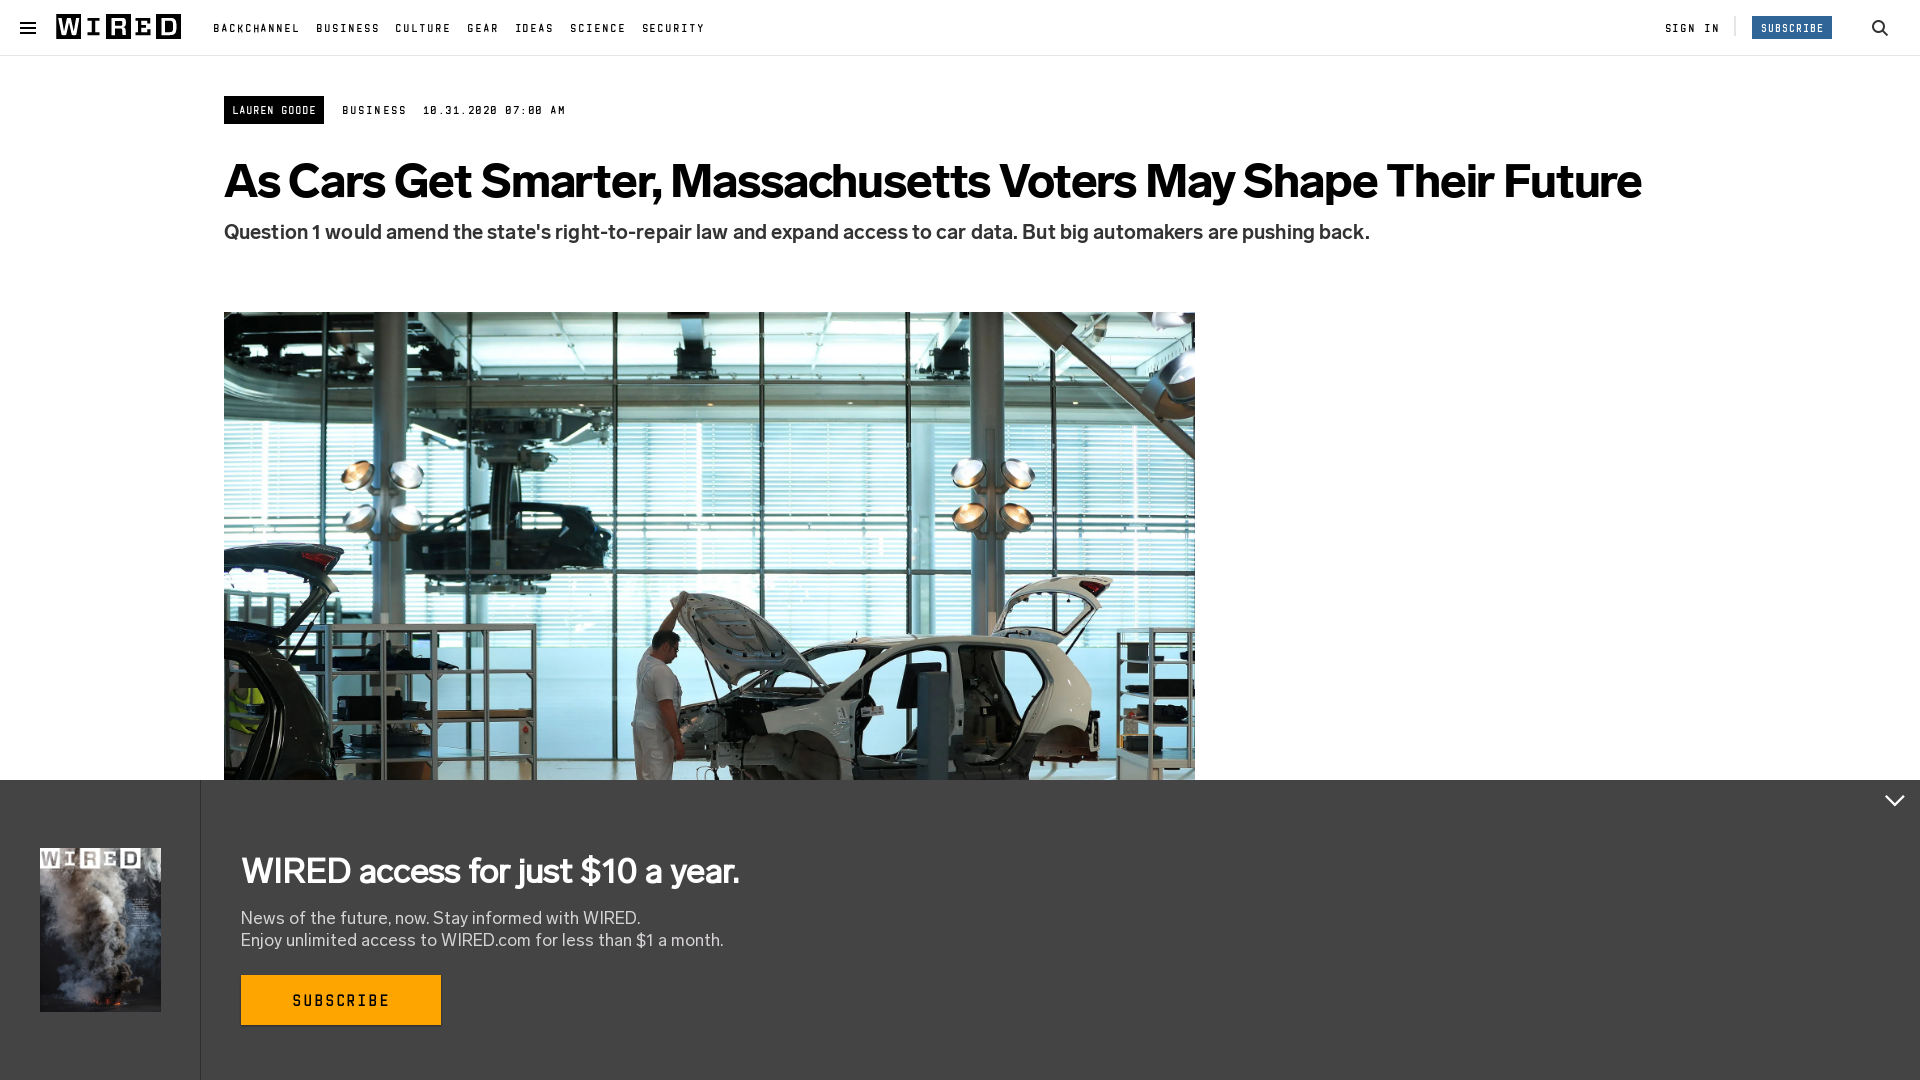 WIRED
BACKCHANNEL BUSINESS CULTURE GEAR IDEAS SCIENCE SECURITY
SIGN IN
SUBSCRIBE
LAUREN GOODE BUSINESS 10.31.2020 07:00 AM
As Cars Get Smarter, Massachusetts Voters May Shape Their Future
Question 1 would amend the state's right-to-repair law and expand access to car data. But big automakers are pushing back.
WIRED
WIRED access for just $10 a year.
News of the future, now. Stay informed with WIRED.
Enjoy unlimited access to WIRED.com for less than $1 a month.
SUBSCRIBE